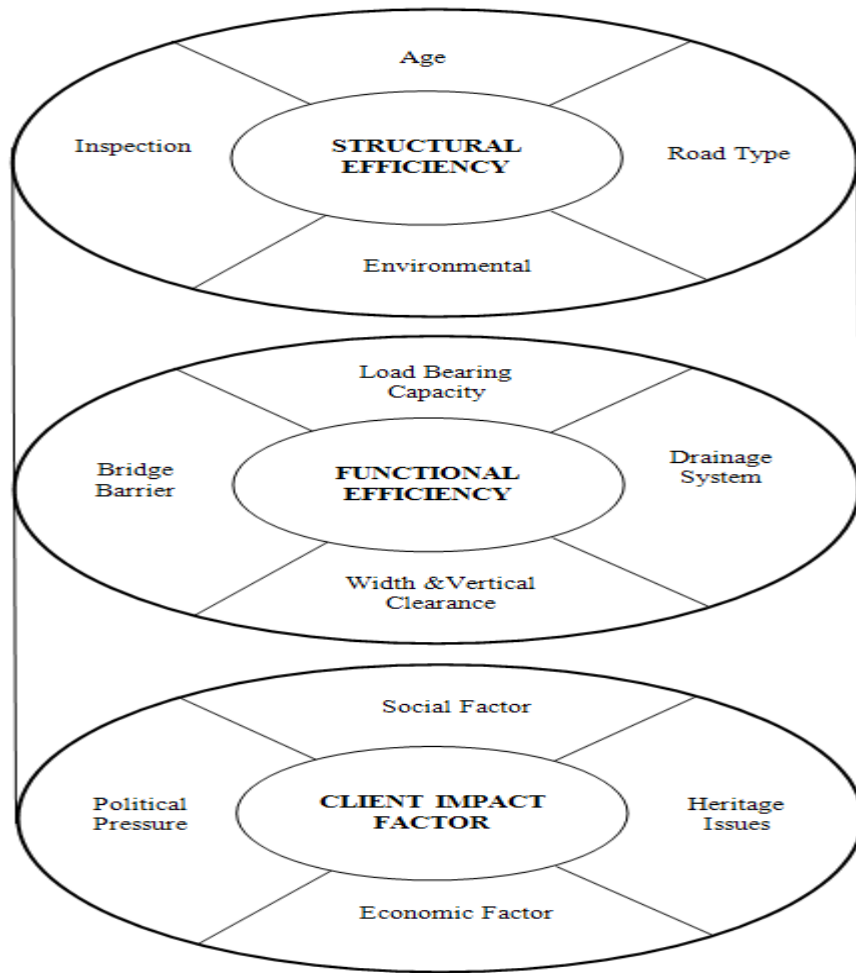 Age
Inspection
STRUCTURAL
EFFICIENCY
Road Type
Environmental
Load Bearing
Capacity
Bridge
Barrier
FUNCTIONAL
EFFICIENCY
Drainage
System
Width &Vertical
Clearance
Social Factor
Political
Pressure
CLIENT IMPACT
FACTOR
Heritage
Issues
Economic Factor